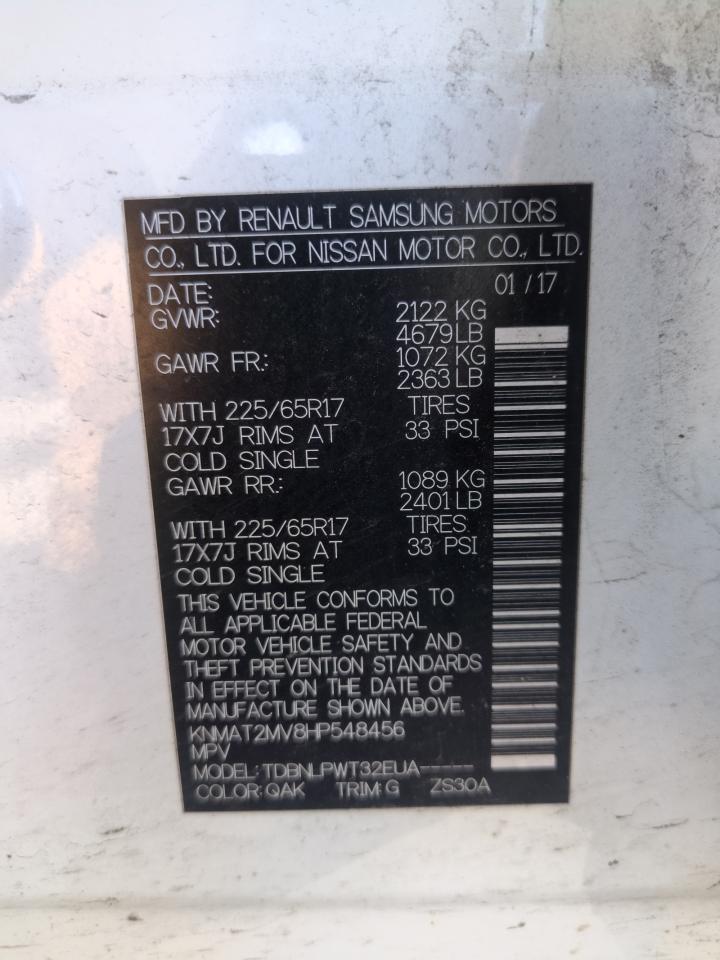 MFD BY RENAULT SAMSUNG MOTORS
CO., LTD. FOR NISSAN MOTOR CO., LTD.
DATE: 01 / 17
GVWR: 2122 KG
4679 LB
GAWR FR.: 1072 KG
2363 LB
WITH 225/65R17 TIRES
17X7J RIMS AT 33 PSI
COLD SINGLE
GAWR RR.: 1089 KG
2401 LB
WITH 225/65R17 TIRES
17X7J RIMS AT 33 PSI
COLD SINGLE
THIS VEHICLE CONFORMS TO
ALL APPLICABLE FEDERAL
MOTOR VEHICLE SAFETY AND
THEFT PREVENTION STANDARDS
IN EFFECT ON THE DATE OF
MANUFACTURE SHOWN ABOVE.
KNMAT2MV8HP548456
MPV
MODEL: TDBNLPWT32EUA-----
COLOR: QAK TRIM: G ZS30A